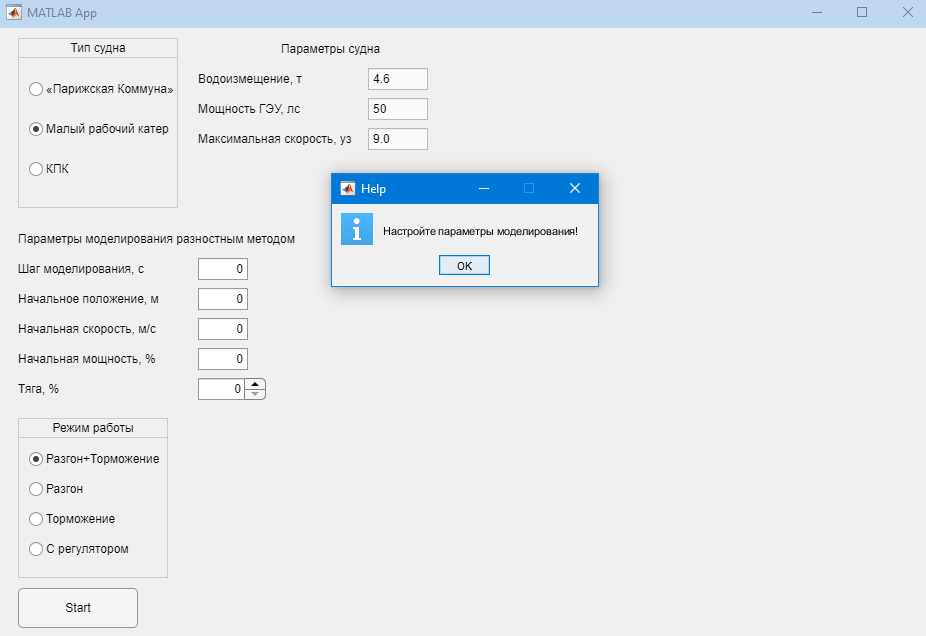 MATLAB App
Тип судна
«Парижская Коммуна»
Малый рабочий катер
КПК
Параметры судна
Водоизмещение, т 4.6
Мощность ГЭУ, лс 50
Максимальная скорость, уз 9.0
Help
Настройте параметры моделирования!
OK
Параметры моделирования разностным методом
Шаг моделирования, с 0
Начальное положение, м 0
Начальная скорость, м/с 0
Начальная мощность, % 0
Тяга, % 0
Режим работы
Разгон+Торможение
Разгон
Торможение
С регулятором
Start